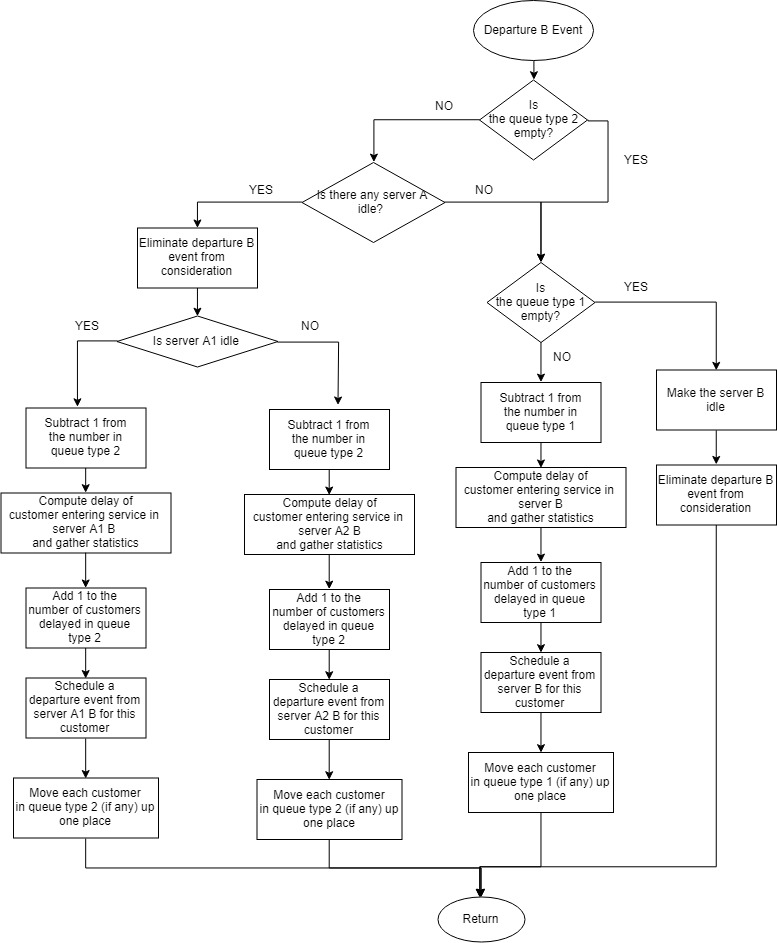 Departure B Event
Is
the queue type 2
empty?
NO
YES
Is there any server A
idle?
YES
NO
Eliminate departure B
event from
consideration
Is
the queue type 1
empty?
YES
NO
Is server A1 idle
YES
NO
Subtract 1 from
the number in
queue type 2
Compute delay of
customer entering service in
server A1 B
and gather statistics
Add 1 to the
number of customers
delayed in queue
type 2
Schedule a
departure event from
server A1 B for this
customer
Move each customer
in queue type 2 (if any) up
one place
Subtract 1 from
the number in
queue type 2
Compute delay of
customer entering service in
server A2 B
and gather statistics
Add 1 to the
number of customers
delayed in queue
type 2
Schedule a
departure event from
server A2 B for this
customer
Move each customer
in queue type 2 (if any) up
one place
Subtract 1 from
the number in
queue type 1
Compute delay of
customer entering service in
server B
and gather statistics
Add 1 to the
number of customers
delayed in queue
type 1
Schedule a
departure event from
server B for this
customer
Move each customer
in queue type 1 (if any) up
one place
Make the server B
idle
Eliminate departure B
event from
consideration
Return